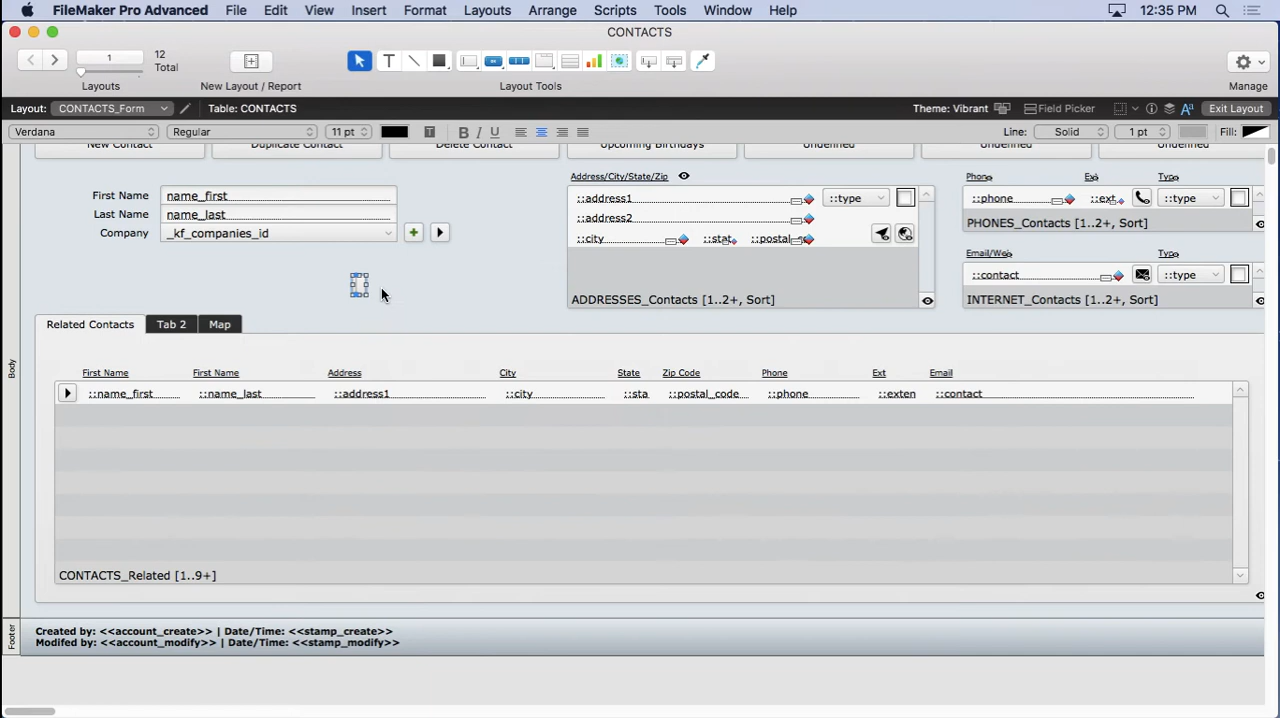 FileMaker Pro Advanced File Edit View Insert Format Layouts Arrange Scripts Tools Window Help 12:35 PM
CONTACTS
1 12 Total
Layouts New Layout / Report Layout Tools Manage
Layout: CONTACTS_Form Table: CONTACTS Theme: Vibrant Field Picker Exit Layout
Verdana Regular 11 pt B I U Line: Solid 1 pt Fill:
New Contact Duplicate Contact Delete Contact Upcoming Birthdays Undefined Undefined Undefined
Address/City/State/Zip Phone Ext Type
First Name name_first ::address1 ::type ::phone ::ext ::type
Last Name name_last ::address2 PHONES_Contacts [1..2+, Sort]
Company _kf_companies_id ::city ::stat ::postal_
Email/Web Type
::contact ::type
ADDRESSES_Contacts [1..2+, Sort] INTERNET_Contacts [1..2+, Sort]
Related Contacts Tab 2 Map
First Name First Name Address City State Zip Code Phone Ext Email
::name_first ::name_last ::address1 ::city ::sta ::postal_code ::phone ::exten ::contact
CONTACTS_Related [1..9+]
Body
Footer
Created by: <<account_create>> | Date/Time: <<stamp_create>>
Modifed by: <<account_modify>> | Date/Time: <<stamp_modify>>